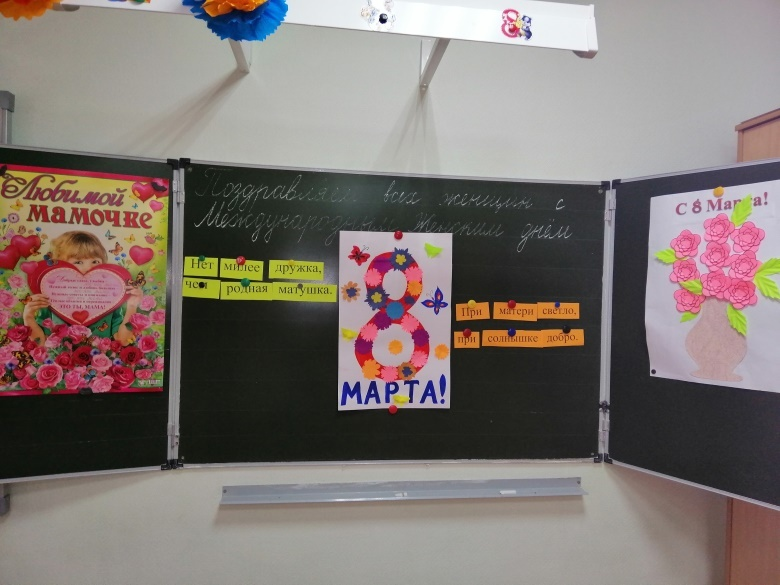 Любимой
мамочке
ЭТО ТЫ, МАМА!
Поздравляем всех женщин с
Международным Женским днём
Нет милее дружка,
чем родная матушка.
8
МАРТА!
При матери светло,
при солнышке добро.
С 8 Марта!